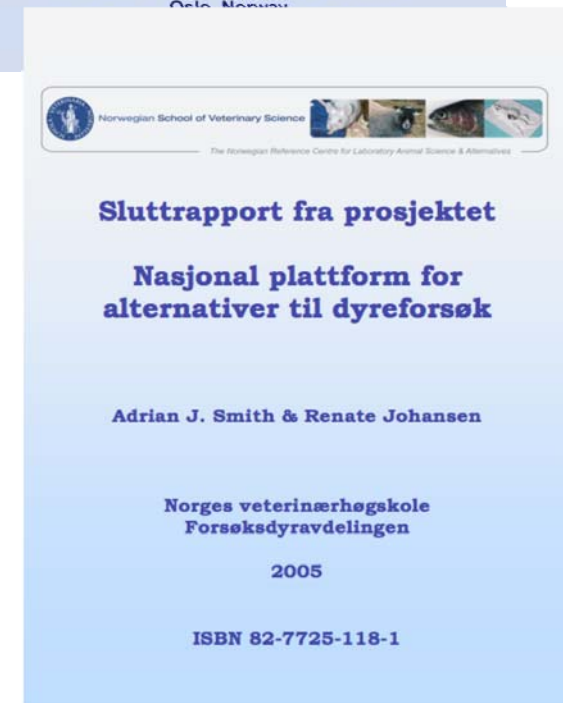 Oslo, Norway
Norwegian School of Veterinary Science
The Norwegian Reference Centre for Laboratory Animal Science & Alternatives
Sluttrapport fra prosjektet
Nasjonal plattform for
alternativer til dyreforsøk
Adrian J. Smith & Renate Johansen
Norges veterinærhøgskole
Forsøksdyravdelingen
2005
ISBN 82-7725-118-1